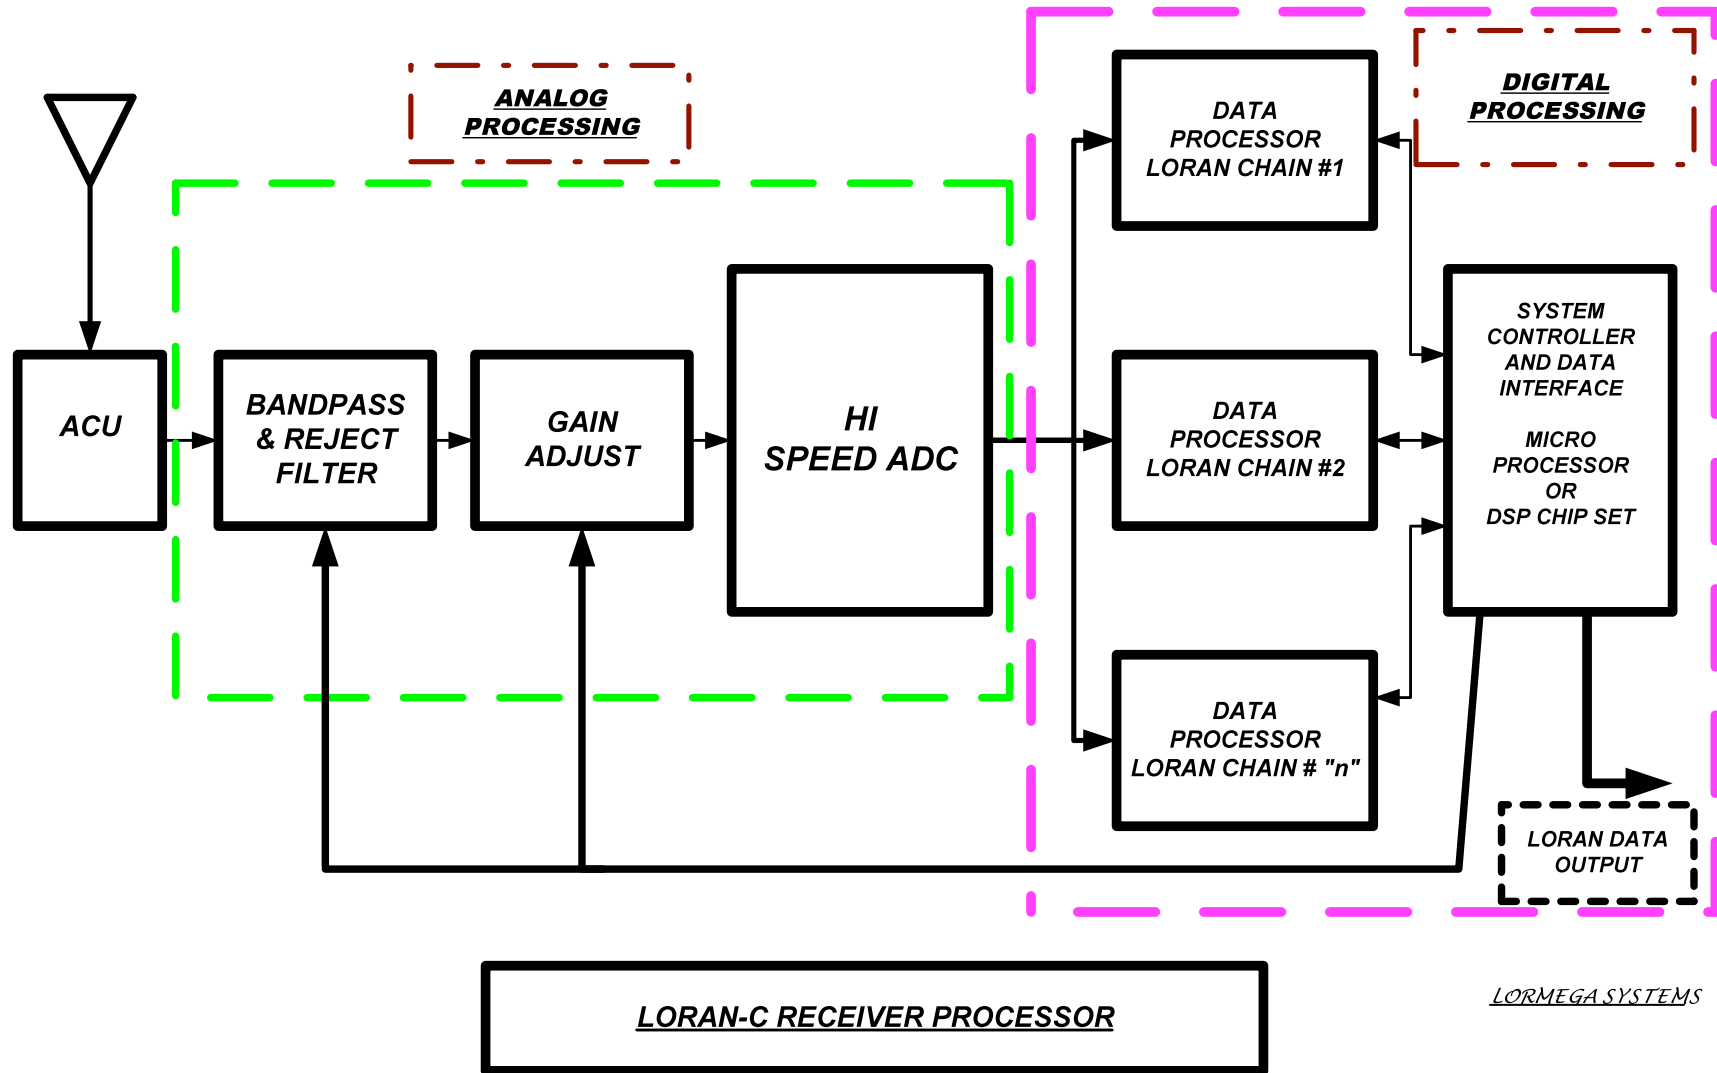 ANALOG
PROCESSING
DIGITAL
PROCESSING
ACU
BANDPASS
& REJECT
FILTER
GAIN
ADJUST
HI
SPEED ADC
DATA
PROCESSOR
LORAN CHAIN #1
DATA
PROCESSOR
LORAN CHAIN #2
DATA
PROCESSOR
LORAN CHAIN # "n"
SYSTEM
CONTROLLER
AND DATA
INTERFACE
MICRO
PROCESSOR
OR
DSP CHIP SET
LORAN DATA
OUTPUT
LORAN-C RECEIVER PROCESSOR
LORMEGA SYSTEMS